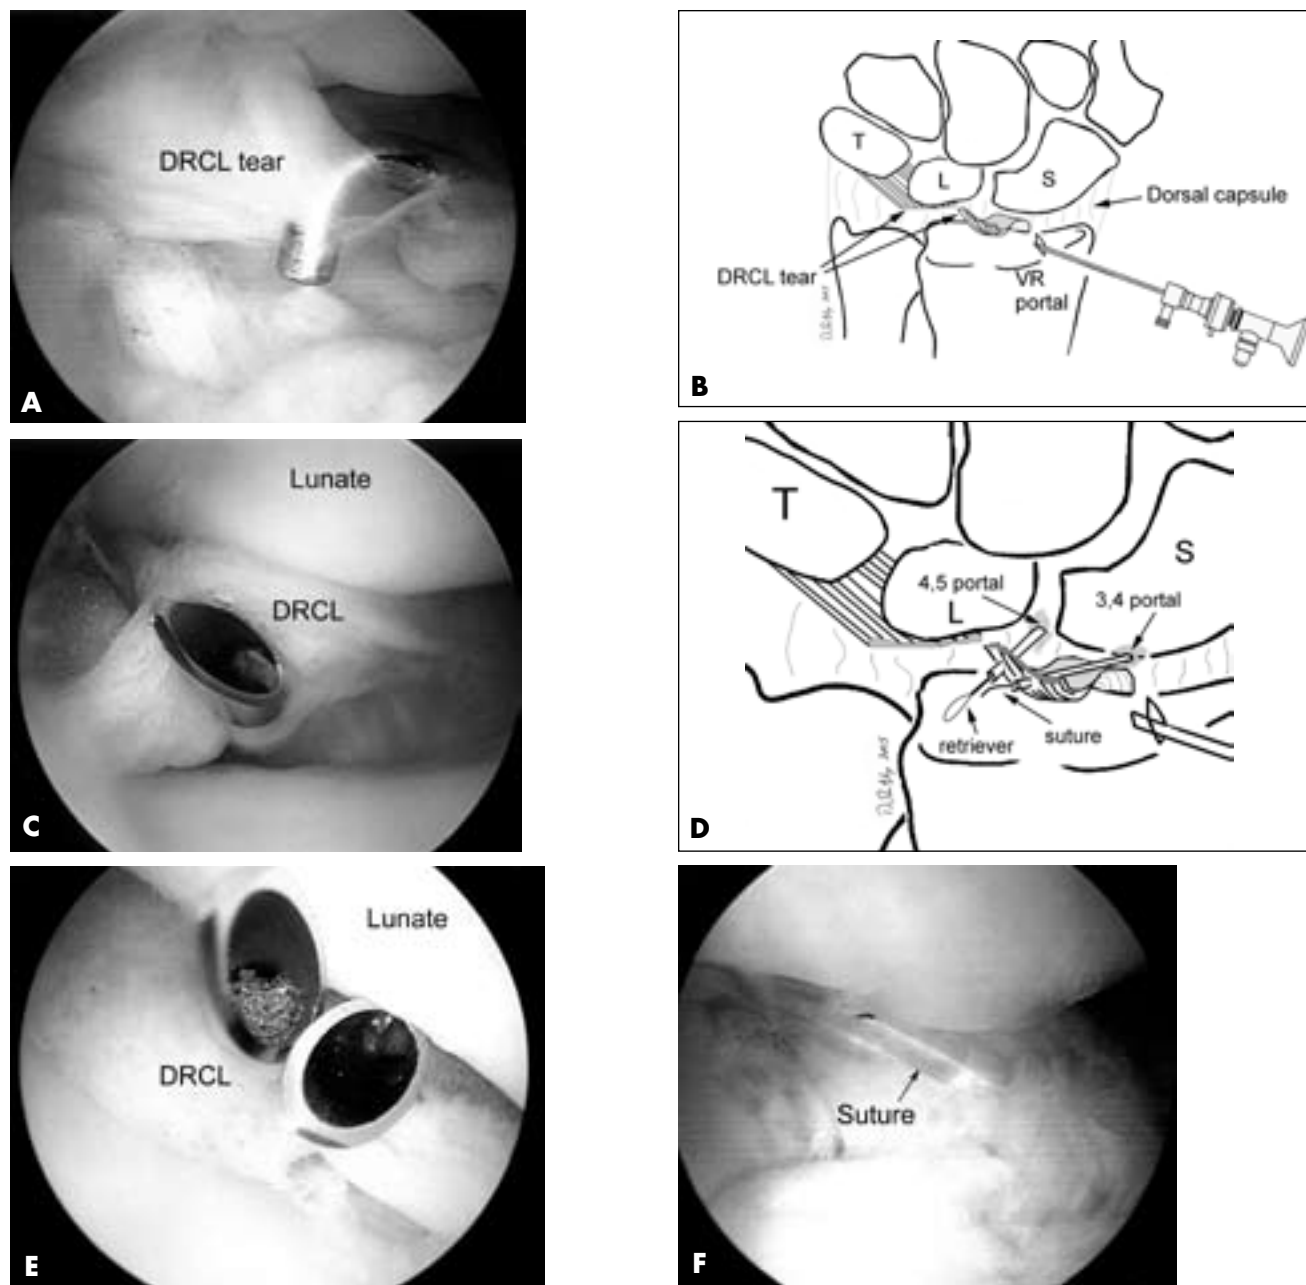 DRCL tear
A
T
L
S
Dorsal capsule
DRCL tear
VR
portal
B
Lunate
DRCL
C
T
S
4,5 portal
L
3,4 portal
retriever
suture
D
Lunate
DRCL
E
Suture
F